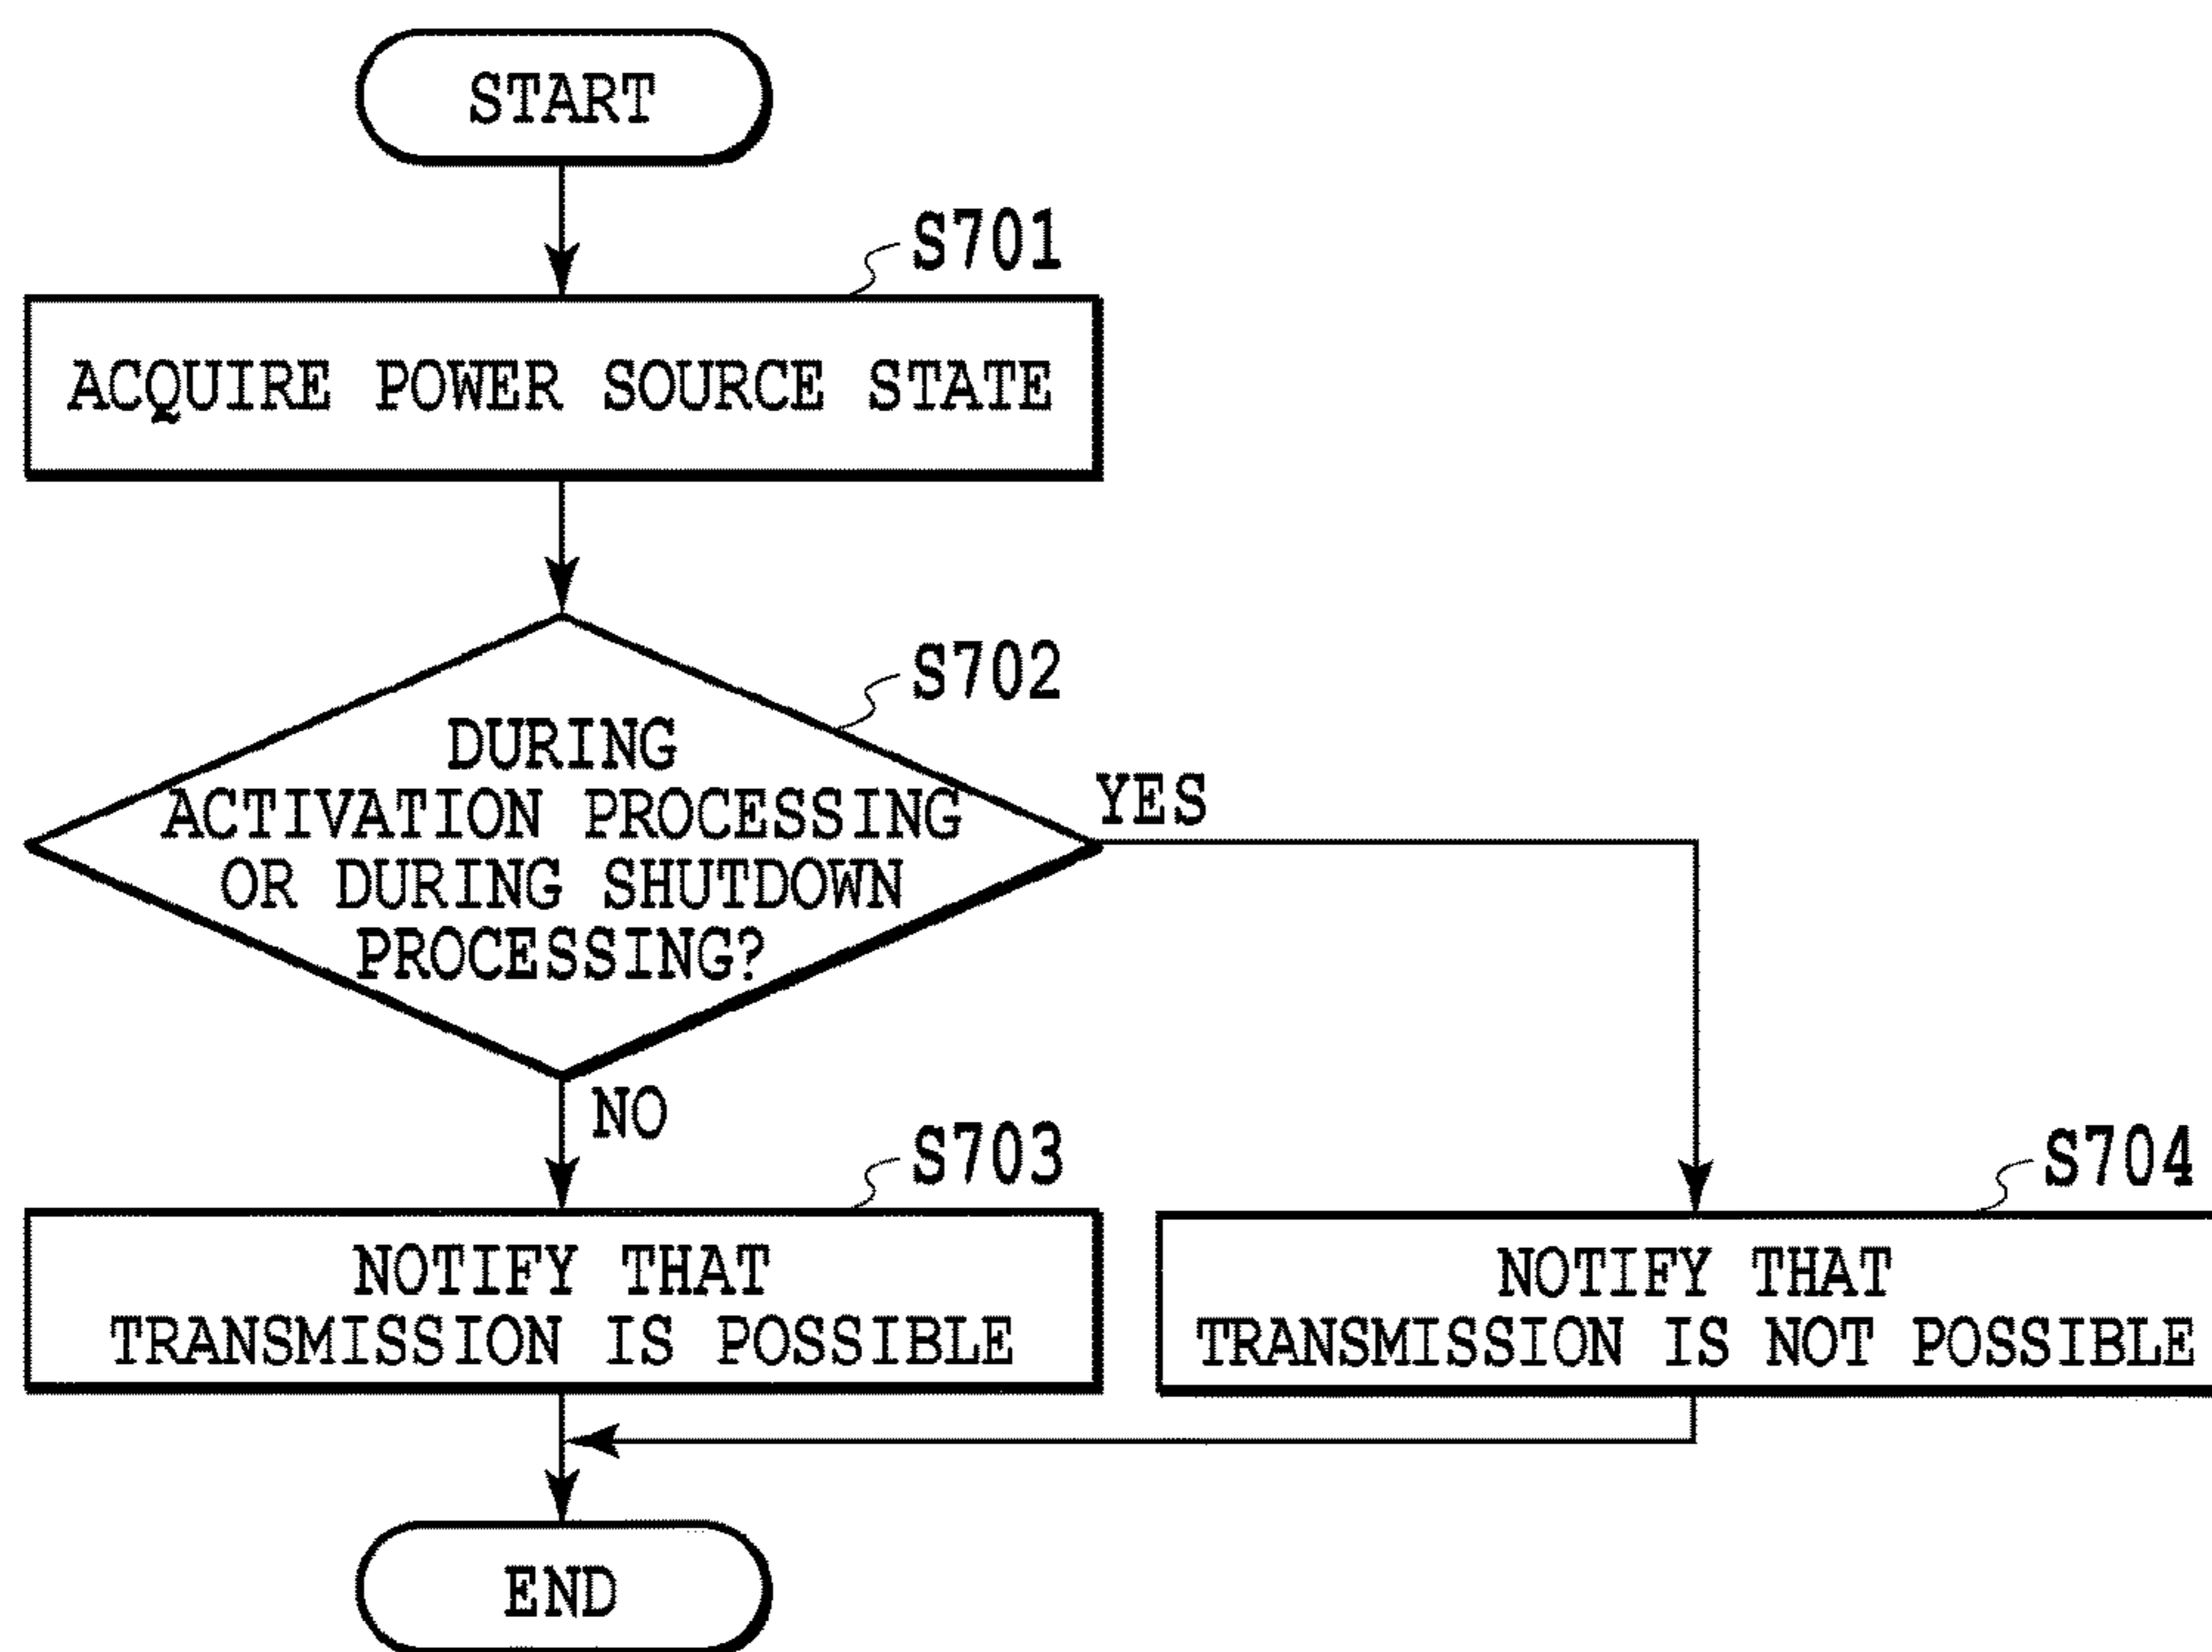 START
S701
ACQUIRE POWER SOURCE STATE
S702
DURING
ACTIVATION PROCESSING
OR DURING SHUTDOWN
PROCESSING?
YES
NO
S703
NOTIFY THAT
TRANSMISSION IS POSSIBLE
S704
NOTIFY THAT
TRANSMISSION IS NOT POSSIBLE
END